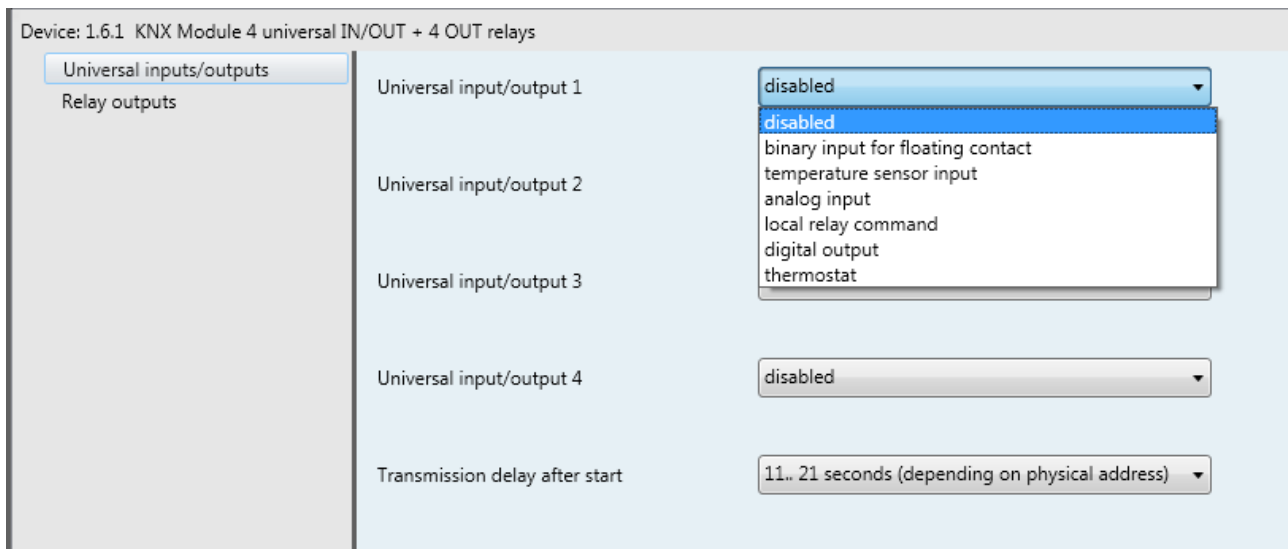 Device: 1.6.1 KNX Module 4 universal IN/OUT + 4 OUT relays
Universal inputs/outputs
Relay outputs
Universal input/output 1
disabled
disabled
binary input for floating contact
temperature sensor input
analog input
local relay command
digital output
thermostat
Universal input/output 2
Universal input/output 3
Universal input/output 4
disabled
Transmission delay after start
11.. 21 seconds (depending on physical address)